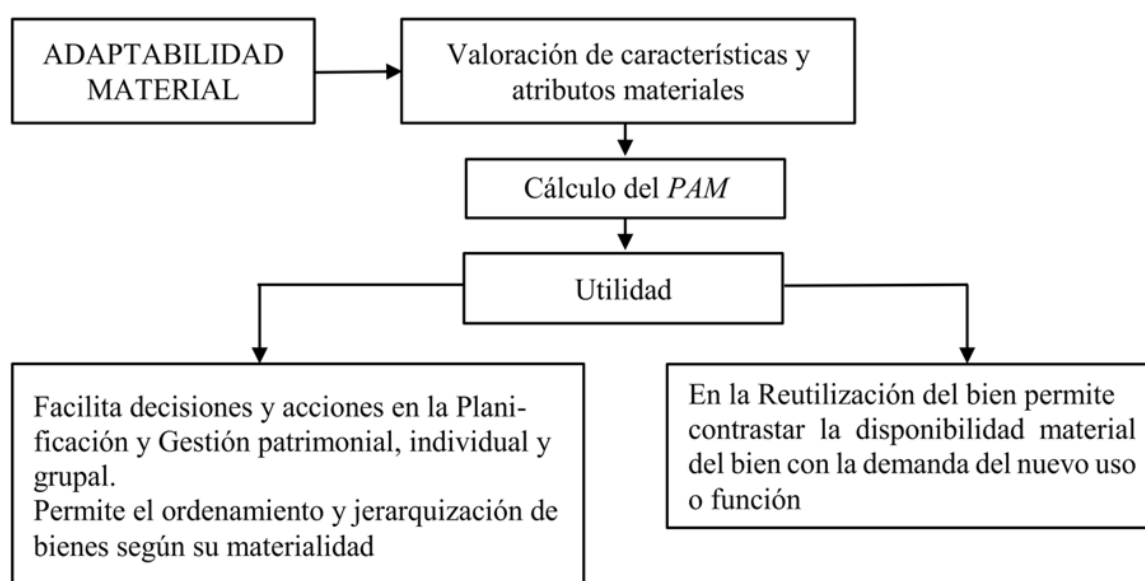 ADAPTABILIDAD
MATERIAL
Valoración de características y
atributos materiales
Cálculo del PAM
Utilidad
Facilita decisiones y acciones en la Plani-
ficación y Gestión patrimonial, individual y
grupal.
Permite el ordenamiento y jerarquización de
bienes según su materialidad
En la Reutilización del bien permite
contrastar la disponibilidad material
del bien con la demanda del nuevo uso
o función